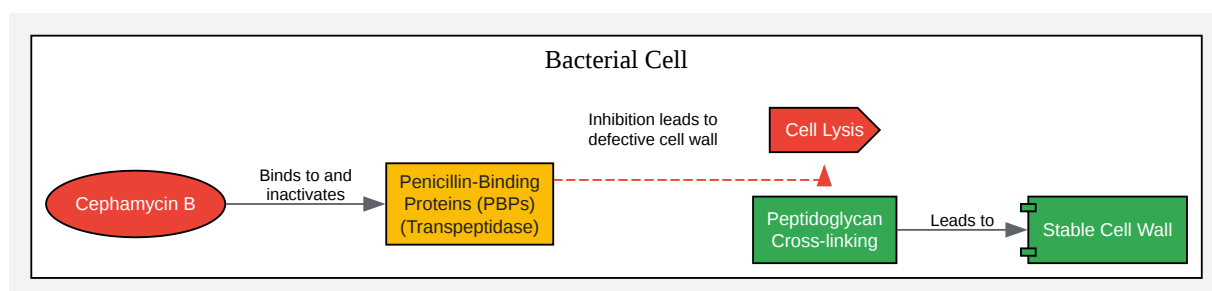 Bacterial Cell
Inhibition leads to
defective cell wall
Cell Lysis
Binds to and
inactivates
Cephamycin B
Penicillin-Binding
Proteins (PBPs)
(Transpeptidase)
Peptidoglycan
Cross-linking
Leads to
Stable Cell Wall